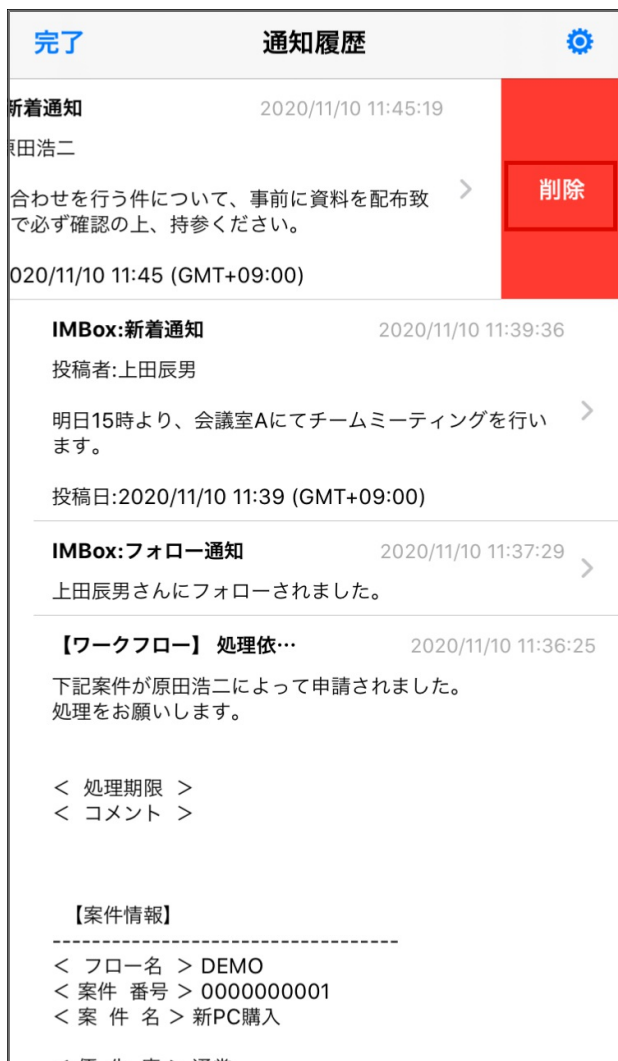 完了
通知履歴
新着通知
2020/11/10 11:45:19
田浩二
合わせを行う件について、事前に資料を配布致
で必ず確認の上、持参ください。
020/11/10 11:45 (GMT+09:00)
削除
IMBox:新着通知
2020/11/10 11:39:36
投稿者:上田辰男
明日15時より、会議室Aにてチームミーティングを行い
ます。
投稿日:2020/11/10 11:39 (GMT+09:00)
IMBox:フォロー通知
2020/11/10 11:37:29
上田辰男さんにフォローされました。
【ワークフロー】 処理依…
2020/11/10 11:36:25
下記案件が原田浩二によって申請されました。
処理をお願いします。
＜ 処理期限 ＞
＜ コメント ＞
【案件情報】
-----------------------------------
＜ フロー名 ＞ DEMO
＜ 案件 番号 ＞ 0000000001
＜ 案 件 名 ＞ 新PC購入